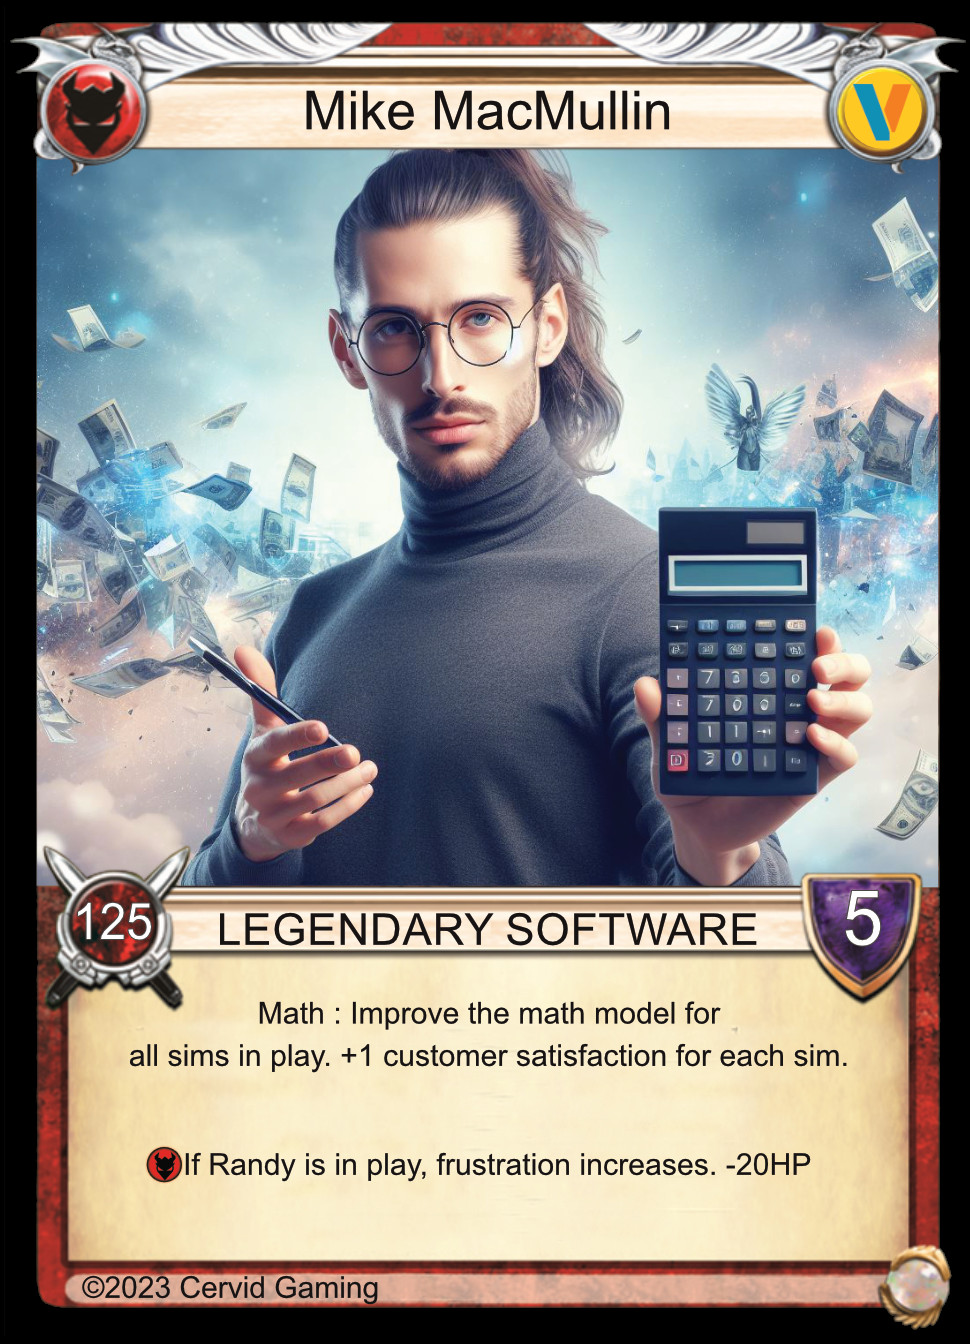 Mike MacMullin
125
LEGENDARY SOFTWARE
5
Math : Improve the math model for
all sims in play. +1 customer satisfaction for each sim.
If Randy is in play, frustration increases. -20HP
©2023 Cervid Gaming